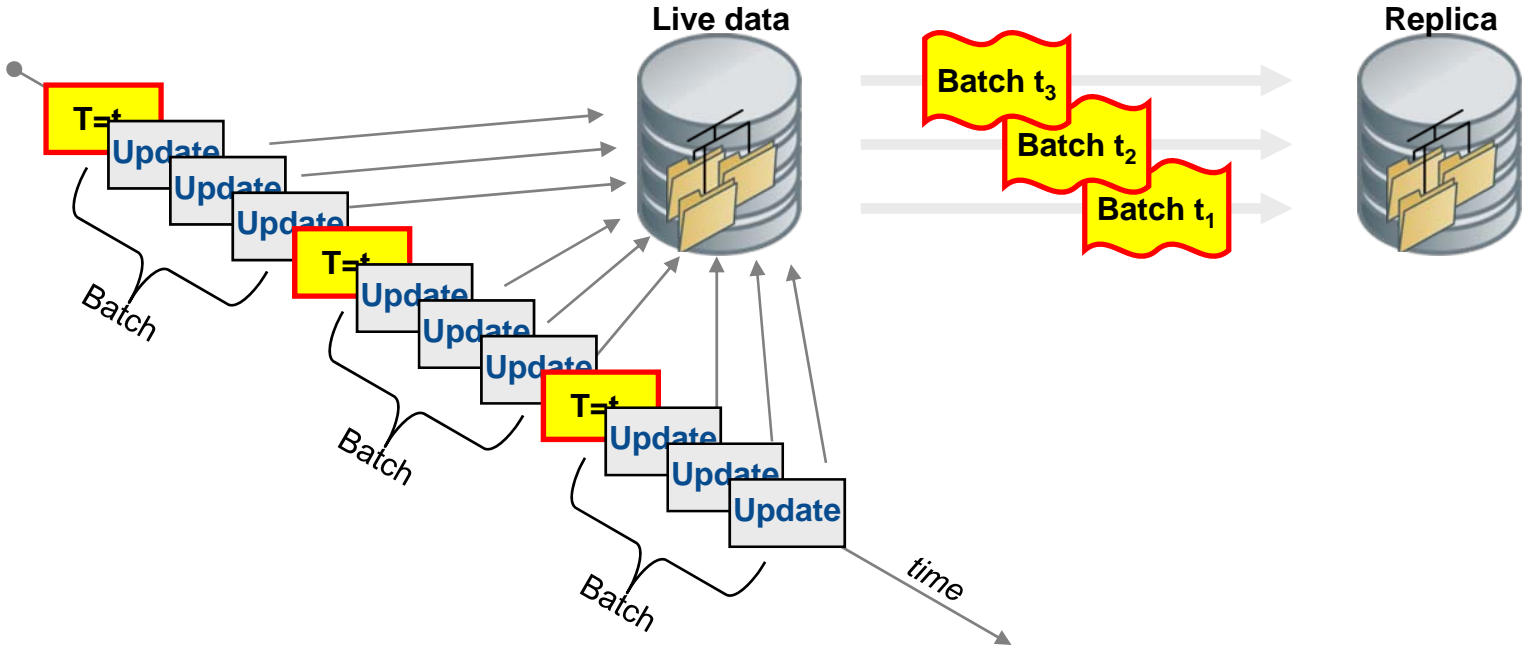 Live data
Replica
Batch t₃
Batch t₂
Batch t₁
T=t
Update
Update
Update
Batch
T=t
Update
Update
Update
Batch
T=t
Update
Update
Update
Batch
time